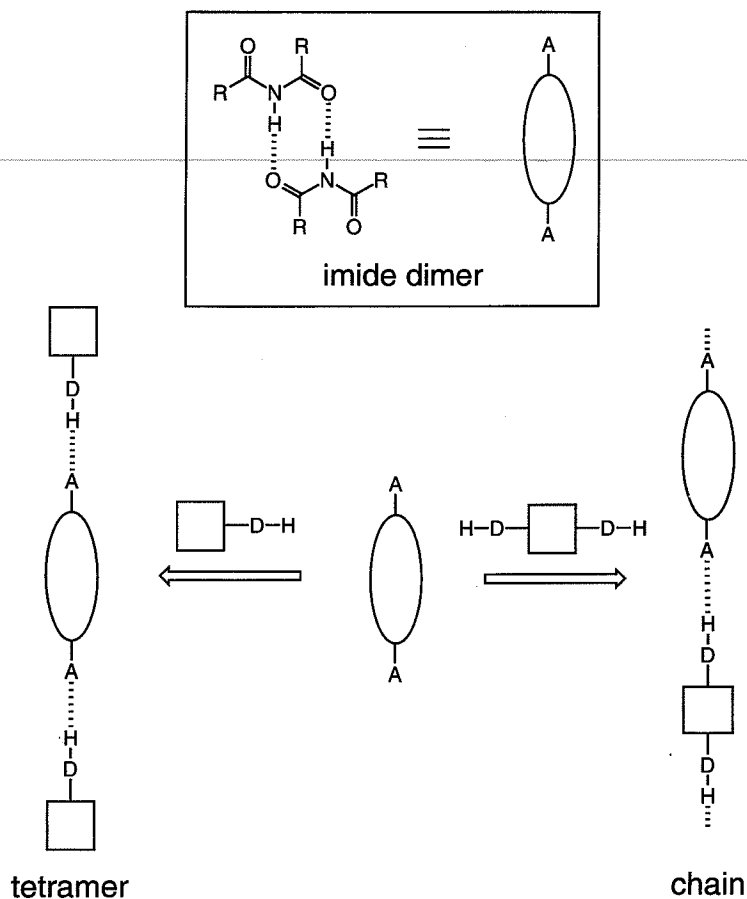 O R A
R N O
H
H
O N R
R O A
imide dimer
D
H
A
A
D–H
H–D D–H
A
A
A
H
D
A
H
D
D
H
tetramer
chain